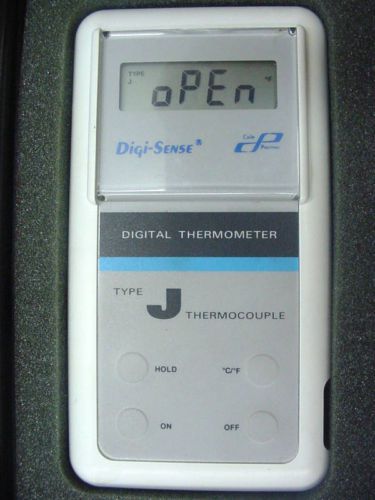 TYPE
J
°F
oPEn
Digi-Sense®
Cole
Parmer
DIGITAL THERMOMETER
TYPE
J
THERMOCOUPLE
HOLD
°C/°F
ON
OFF